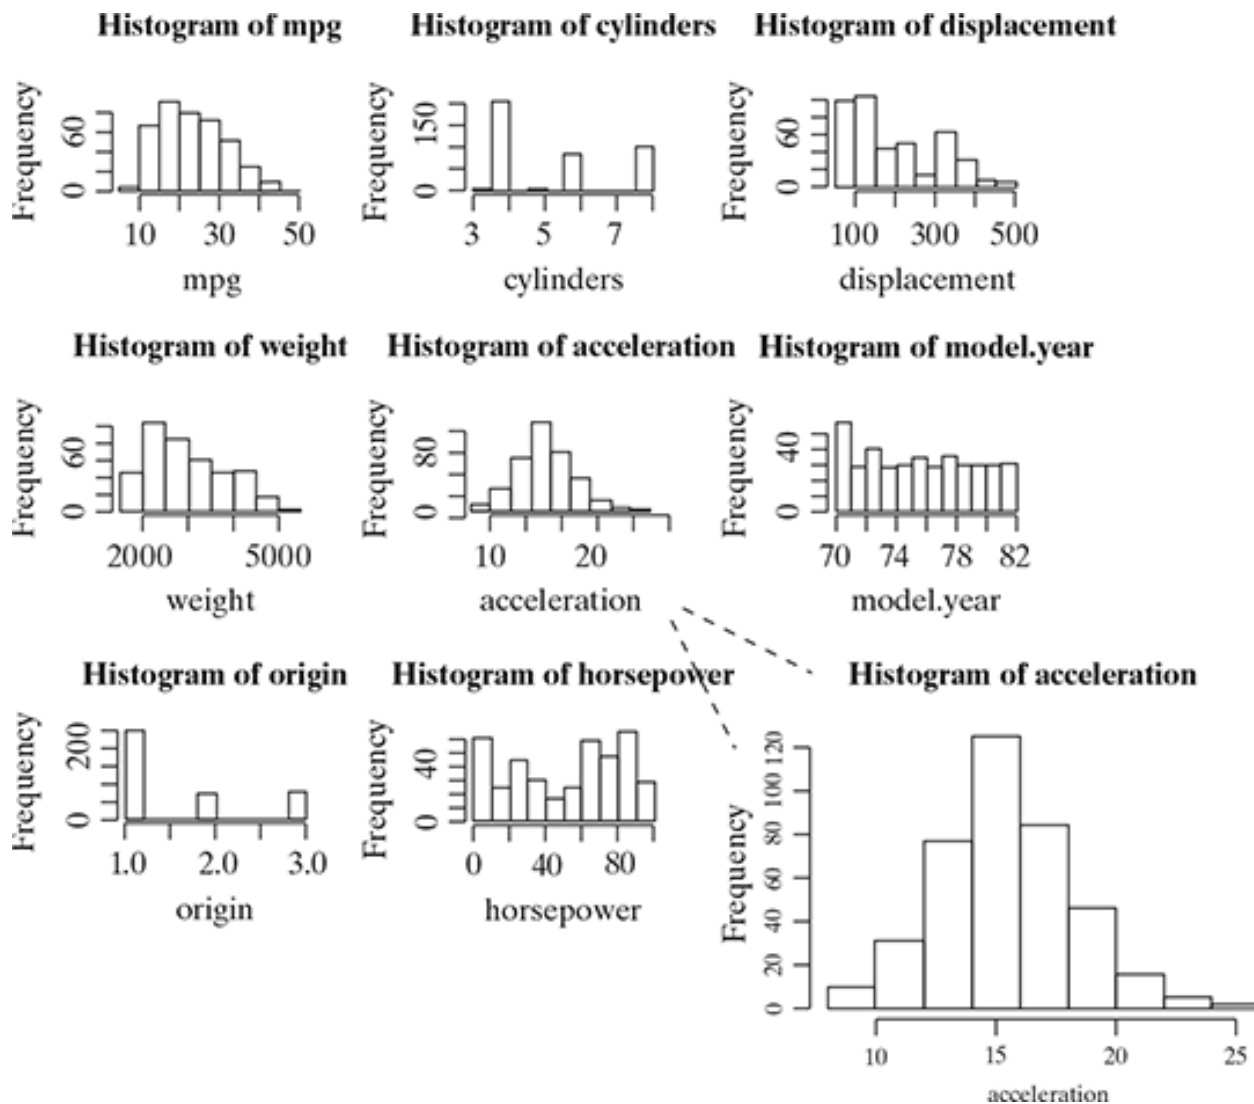 Histogram of mpg
Frequency
0 60
10 30 50
mpg
Histogram of cylinders
Frequency
0 150
3 5 7
cylinders
Histogram of displacement
Frequency
0 60
100 300 500
displacement
Histogram of weight
Frequency
0 60
2000 5000
weight
Histogram of acceleration
Frequency
0 80
10 20
acceleration
Histogram of model.year
Frequency
0 40
70 74 78 82
model.year
Histogram of origin
Frequency
0 200
1.0 2.0 3.0
origin
Histogram of horsepower
Frequency
0 40
0 40 80
horsepower
Histogram of acceleration
Frequency
0 20 40 60 80 100 120
10 15 20 25
acceleration